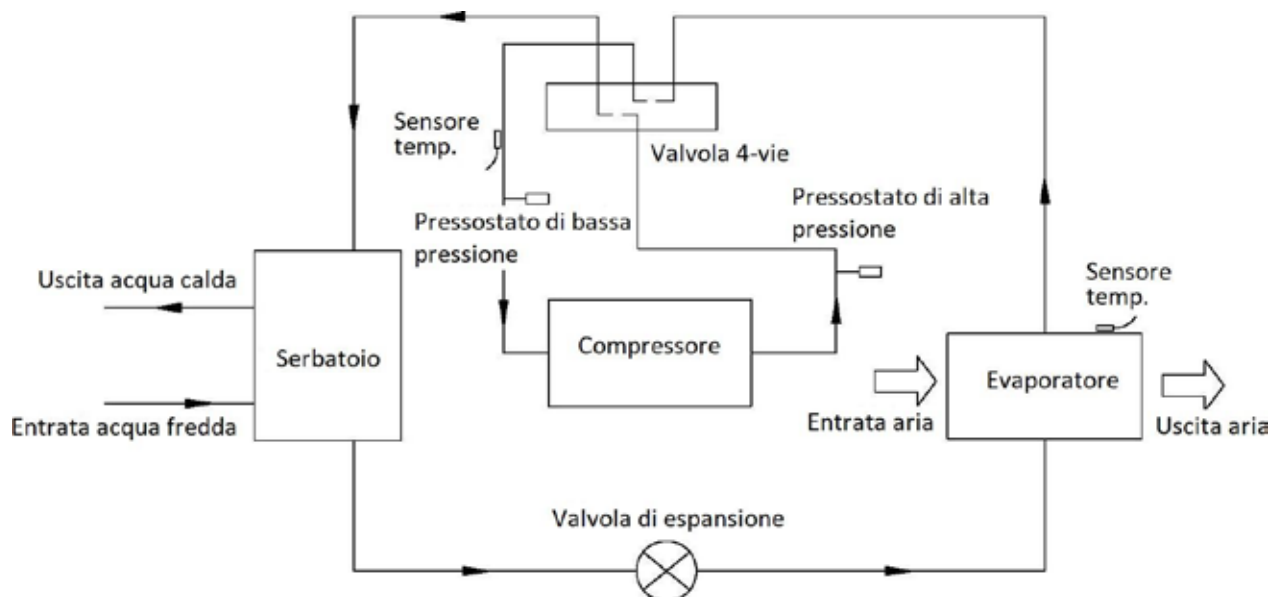 Sensore
temp.
Valvola 4-vie
Pressostato di bassa
pressione
Pressostato di alta
pressione
Uscita acqua calda
Serbatoio
Entrata acqua fredda
Compressore
Sensore
temp.
Evaporatore
Entrata aria
Uscita aria
Valvola di espansione